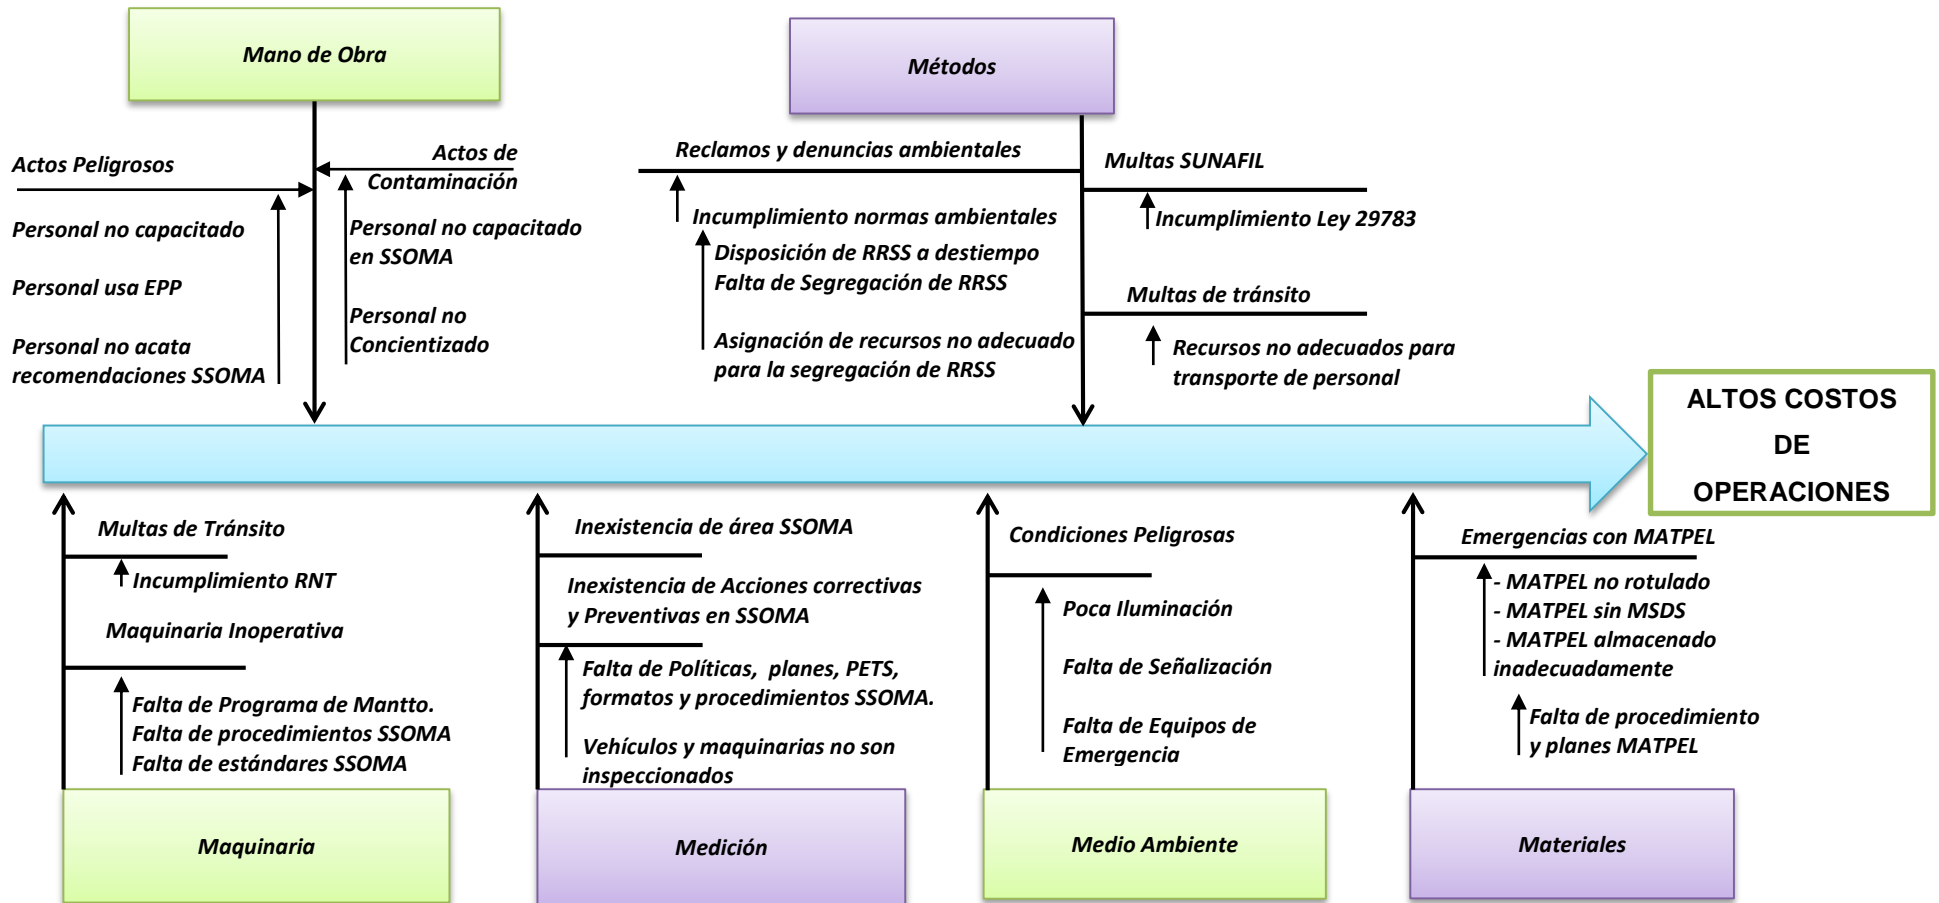 Mano de Obra
Métodos
Actos Peligrosos
Personal no capacitado
Personal usa EPP
Personal no acata
recomendaciones SSOMA
Actos de
Contaminación
Personal no capacitado
en SSOMA
Personal no
Concientizado
Reclamos y denuncias ambientales
Incumplimiento normas ambientales
Disposición de RRSS a destiempo
Falta de Segregación de RRSS
Asignación de recursos no adecuado
para la segregación de RRSS
Multas SUNAFIL
Incumplimiento Ley 29783
Multas de tránsito
Recursos no adecuados para
transporte de personal
ALTOS COSTOS
DE
OPERACIONES
Multas de Tránsito
Incumplimiento RNT
Maquinaria Inoperativa
Falta de Programa de Mantto.
Falta de procedimientos SSOMA
Falta de estándares SSOMA
Inexistencia de área SSOMA
Inexistencia de Acciones correctivas
y Preventivas en SSOMA
Falta de Políticas, planes, PETS,
formatos y procedimientos SSOMA.
Vehículos y maquinarias no son
inspeccionados
Condiciones Peligrosas
Poca Iluminación
Falta de Señalización
Falta de Equipos de
Emergencia
Emergencias con MATPEL
- MATPEL no rotulado
- MATPEL sin MSDS
- MATPEL almacenado
inadecuadamente
Falta de procedimiento
y planes MATPEL
Maquinaria
Medición
Medio Ambiente
Materiales